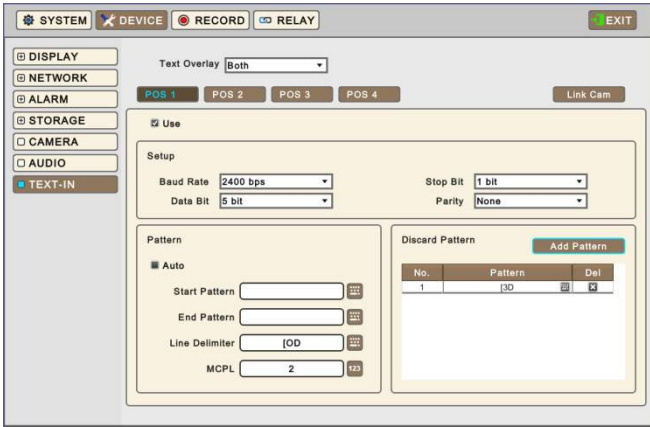 SYSTEM DEVICE RECORD RELAY EXIT
DISPLAY
NETWORK
ALARM
STORAGE
CAMERA
AUDIO
TEXT-IN
Text Overlay Both
POS 1 POS 2 POS 3 POS 4 Link Cam
Use
Setup
Baud Rate 2400 bps Stop Bit 1 bit
Data Bit 5 bit Parity None
Pattern
Auto
Start Pattern
End Pattern
Line Delimiter [OD
MCPL 2 123
Discard Pattern Add Pattern
No. Pattern Del
1 [3D